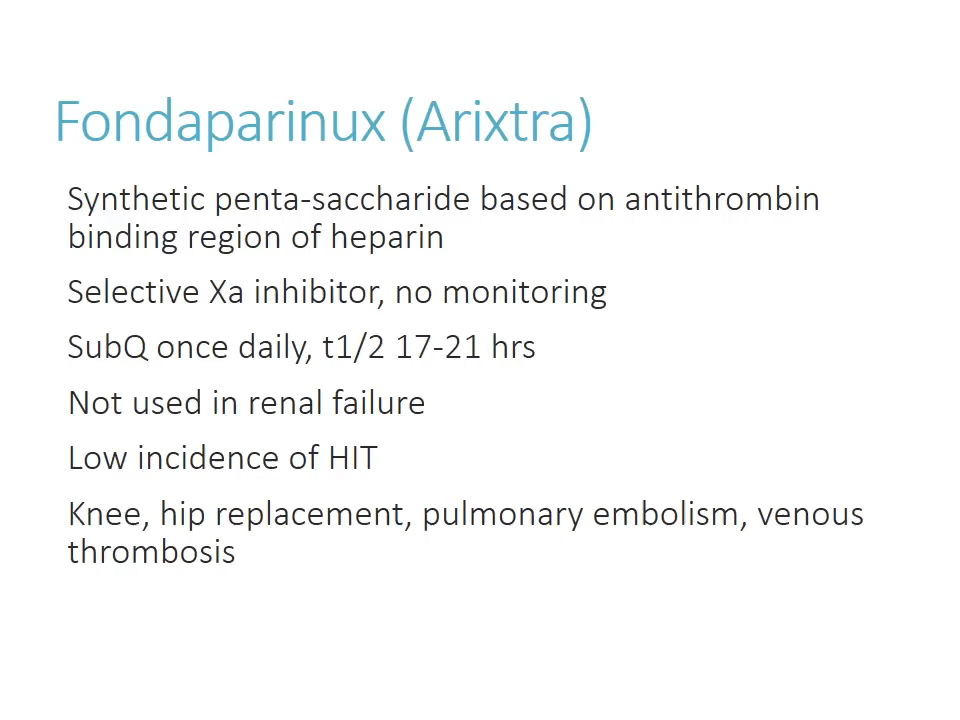 Fondaparinux (Arixtra)
Synthetic penta-saccharide based on antithrombin
binding region of heparin
Selective Xa inhibitor, no monitoring
SubQ once daily, t1/2 17-21 hrs
Not used in renal failure
Low incidence of HIT
Knee, hip replacement, pulmonary embolism, venous
thrombosis